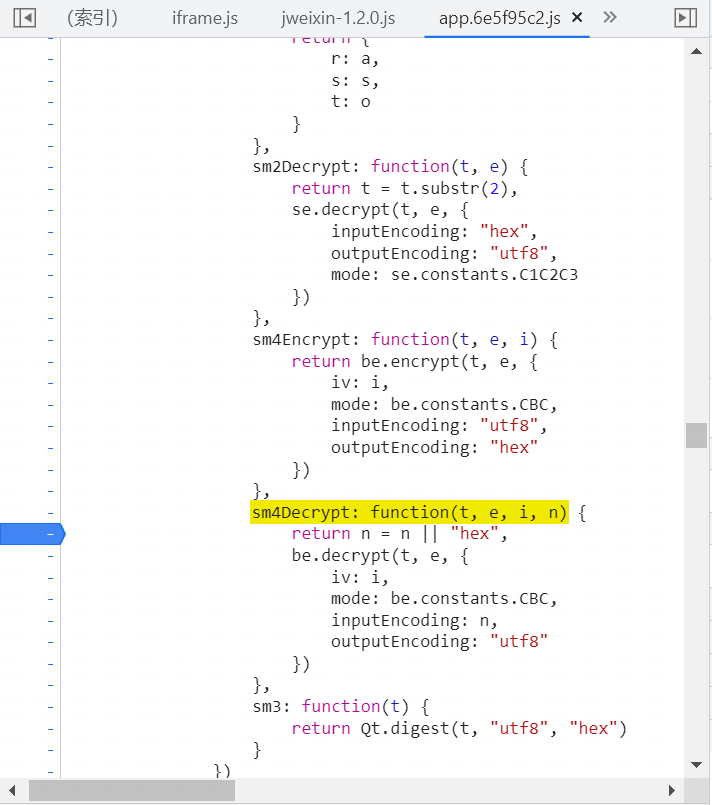 (索引) iframe.js jweixin-1.2.0.js app.6e5f95c2.js × »
return {
r: a,
s: s,
t: o
}
},
sm2Decrypt: function(t, e) {
return t = t.substr(2),
se.decrypt(t, e, {
inputEncoding: "hex",
outputEncoding: "utf8",
mode: se.constants.C1C2C3
})
},
sm4Encrypt: function(t, e, i) {
return be.encrypt(t, e, {
iv: i,
mode: be.constants.CBC,
inputEncoding: "utf8",
outputEncoding: "hex"
})
},
sm4Decrypt: function(t, e, i, n) {
return n = n || "hex",
be.decrypt(t, e, {
iv: i,
mode: be.constants.CBC,
inputEncoding: n,
outputEncoding: "utf8"
})
},
sm3: function(t) {
return Qt.digest(t, "utf8", "hex")
}
})